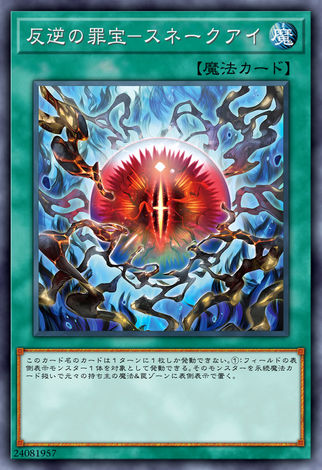 反逆の罪宝－スネークアイ
魔
【魔法カード】
このカード名のカードは1ターンに1枚しか発動できない。①：フィールドの表
側表示モンスター1体を対象として発動できる。そのモンスターを永続魔法カ
ード扱いで元々の持ち主の魔法&罠ゾーンに表側表示で置く。
24081957